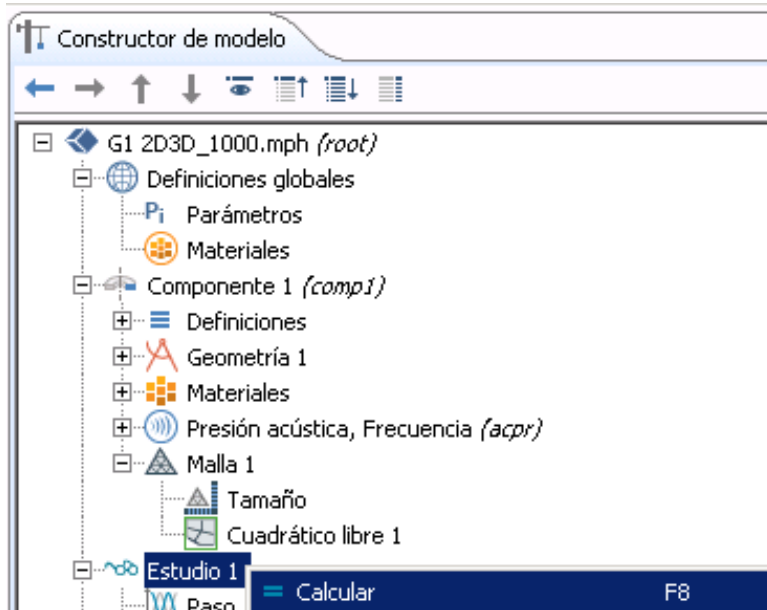 Constructor de modelo
G1 2D3D_1000.mph (root)
Definiciones globales
Pi Parámetros
Materiales
Componente 1 (comp1)
Definiciones
Geometría 1
Materiales
Presión acústica, Frecuencia (acpr)
Malla 1
Tamaño
Cuadrático libre 1
Estudio 1
Calcular F8
Paso